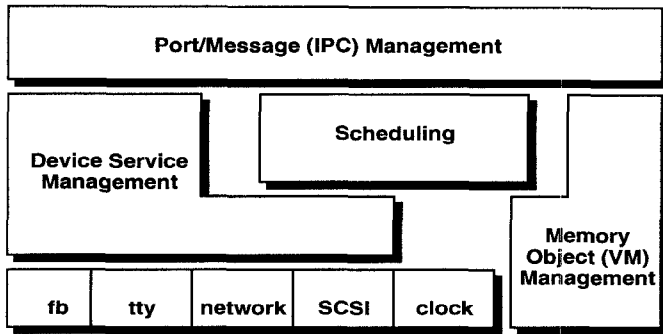 Port/Message (IPC) Management
Scheduling
Device Service
Management
Memory
Object (VM)
Management
fb tty network SCSI clock